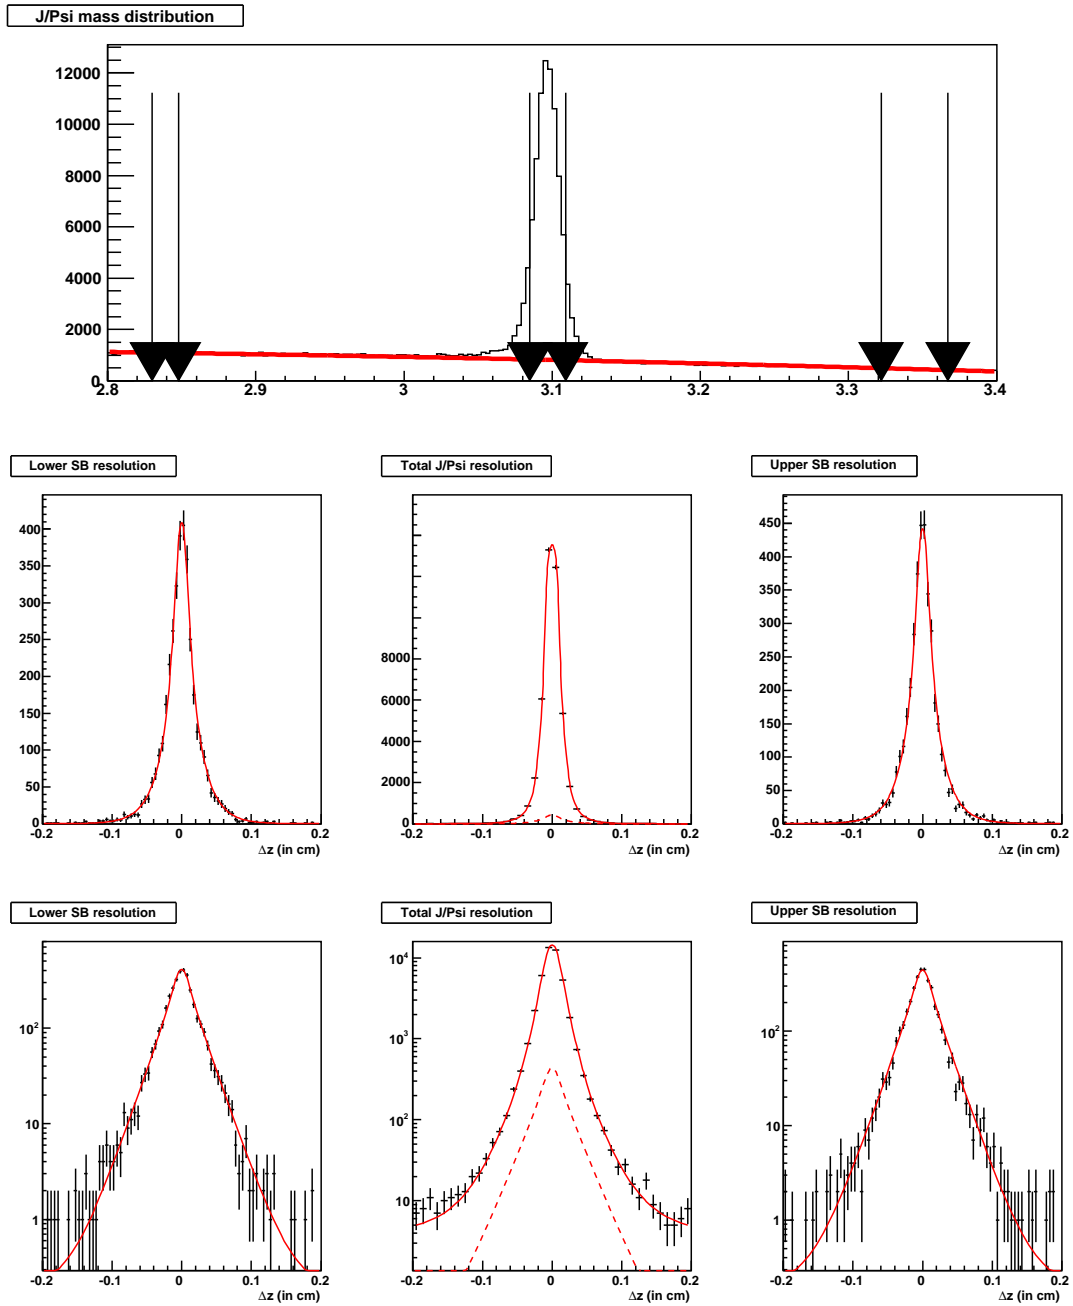 J/Psi mass distribution
12000
10000
8000
6000
4000
2000
0
2.8 2.9 3 3.1 3.2 3.3 3.4
Lower SB resolution
400
350
300
250
200
150
100
50
0
-0.2 -0.1 0 0.1 0.2
Δz (in cm)
Total J/Psi resolution
8000
6000
4000
2000
0
-0.2 -0.1 0 0.1 0.2
Δz (in cm)
Upper SB resolution
450
400
350
300
250
200
150
100
50
0
-0.2 -0.1 0 0.1 0.2
Δz (in cm)
Lower SB resolution
10²
10
1
-0.2 -0.1 0 0.1 0.2
Δz (in cm)
Total J/Psi resolution
10⁴
10³
10²
10
-0.2 -0.1 0 0.1 0.2
Δz (in cm)
Upper SB resolution
10²
10
1
-0.2 -0.1 0 0.1 0.2
Δz (in cm)